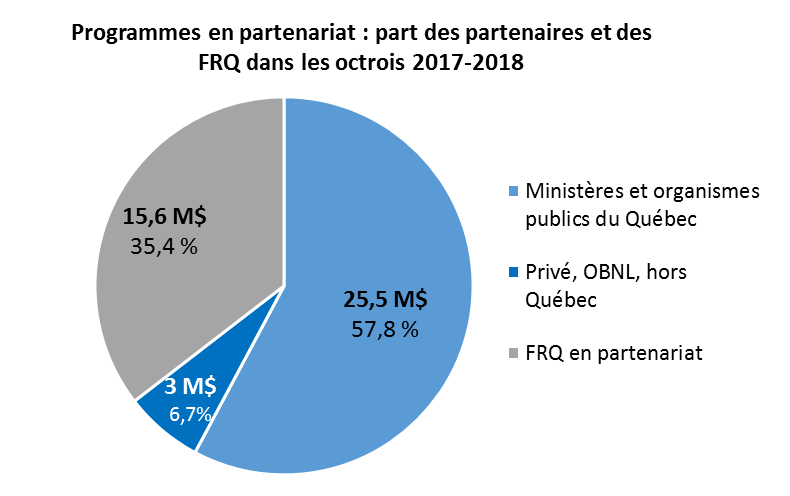 Programmes en partenariat : part des partenaires et des
FRQ dans les octrois 2017-2018
15,6 M$
35,4 %
25,5 M$
57,8 %
3 M$
6,7%
Ministères et organismes
publics du Québec
Privé, OBNL, hors
Québec
FRQ en partenariat